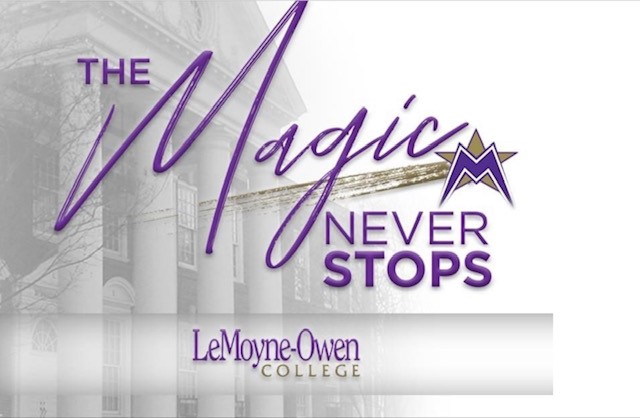 THE
Magic
NEVER
STOPS
LeMoyne-Owen
COLLEGE